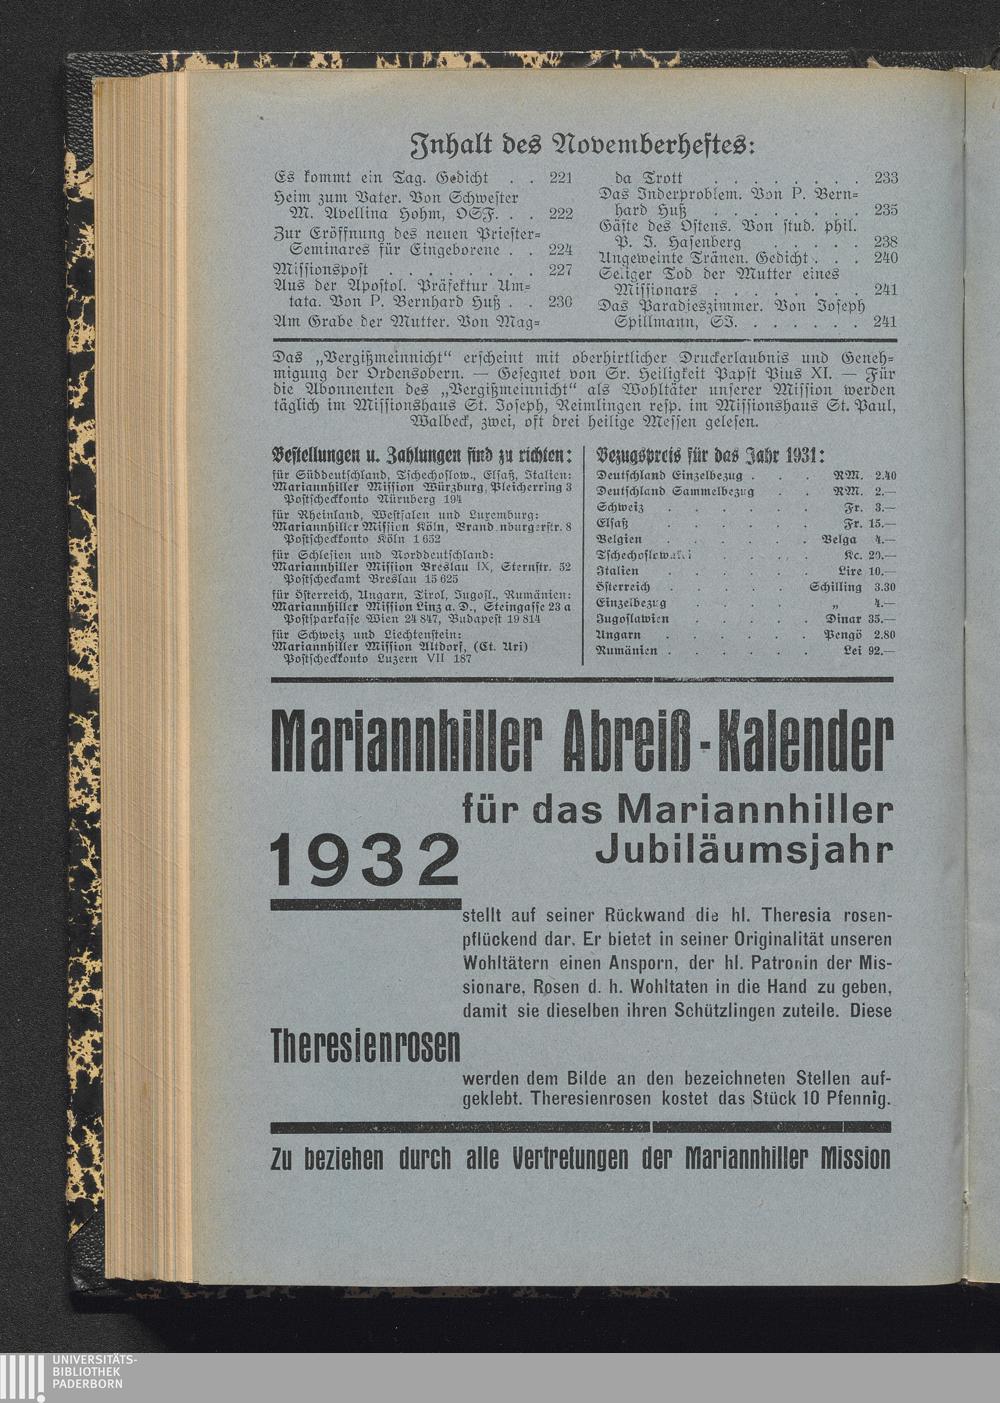 Inhalt des Novemberheftes:
Es kommt ein Tag. Gedicht . . 221
Heim zum Vater. Von Schwester
M. Avellina Hohm, OSF. . . 222
Zur Eröffnung des neuen Priester=
Seminares für Eingeborene . . 224
Missionspost . . . . . . . . . 227
Aus der Apostol. Präfektur Um=
tata. Von P. Bernhard Huß . . 230
Am Grabe der Mutter. Von Mag=
da Trott . . . . . . . . . 233
Das Inderproblem. Von P. Bern=
hard Huß . . . . . . . . . 235
Gäste des Ostens. Von stud. phil.
P. J. Hasenberg . . . . . 238
Ungeweinte Tränen. Gedicht . . . 240
Seliger Tod der Mutter eines
Missionars . . . . . . . . 241
Das Paradieszimmer. Von Joseph
Spillmann, SJ. . . . . . . 241
Das „Vergißmeinnicht“ erscheint mit oberhirtlicher Druckerlaubnis und Geneh=
migung der Ordensobern. — Gesegnet von Sr. Heiligkeit Papst Pius XI. — Für
die Abonnenten des „Vergißmeinnicht“ als Wohltäter unserer Mission werden
täglich im Missionshaus St. Joseph, Reimlingen resp. im Missionshaus St. Paul,
Walbeck, zwei, oft drei heilige Messen gelesen.
Bestellungen u. Zahlungen sind zu richten:
für Süddeutschland, Tschechoslow., Elsaß, Italien:
Mariannhiller Mission Würzburg, Pleicherring 3
Postscheckkonto Nürnberg 194
für Rheinland, Westfalen und Luxemburg:
Mariannhiller Mission Köln, Brandenburgerstr. 8
Postscheckkonto Köln 1 652
für Schlesien und Norddeutschland:
Mariannhiller Mission Breslau IX, Sternstr. 52
Postscheckamt Breslau 15 625
für Österreich, Ungarn, Tirol, Jugosl., Rumänien:
Mariannhiller Mission Linz a. D., Steingasse 23 a
Postsparkasse Wien 24 847, Budapest 19 814
für Schweiz und Liechtenstein:
Mariannhiller Mission Altdorf, (Ct. Uri)
Postscheckkonto Luzern VII 187
Bezugspreis für das Jahr 1931:
Deutschland Einzelbezug . . . RM. 2.40
Deutschland Sammelbezug . . RM. 2.—
Schweiz . . . . . . Fr. 3.—
Elsaß . . . . . . Fr. 15.—
Belgien . . . . . . Belga 4.—
Tschechoslowakei . . . . . Kc. 20.—
Italien . . . . . . Lire 10.—
Österreich . . . . . Schilling 3.30
Einzelbezug . . . . . „ 4.—
Jugoslawien . . . . . Dinar 35.—
Ungarn . . . . . . Pengö 2.80
Rumänien . . . . . . Lei 92.—
Mariannhiller Abreiß-Kalender
für das Mariannhiller
1932 Jubiläumsjahr
stellt auf seiner Rückwand die hl. Theresia rosen-
pflückend dar. Er bietet in seiner Originalität unseren
Wohltätern einen Ansporn, der hl. Patronin der Mis-
sionare, Rosen d. h. Wohltaten in die Hand zu geben,
damit sie dieselben ihren Schützlingen zuteile. Diese
Theresienrosen
werden dem Bilde an den bezeichneten Stellen auf-
geklebt. Theresienrosen kostet das Stück 10 Pfennig.
Zu beziehen durch alle Vertretungen der Mariannhiller Mission
UNIVERSITÄTS-
BIBLIOTHEK
PADERBORN